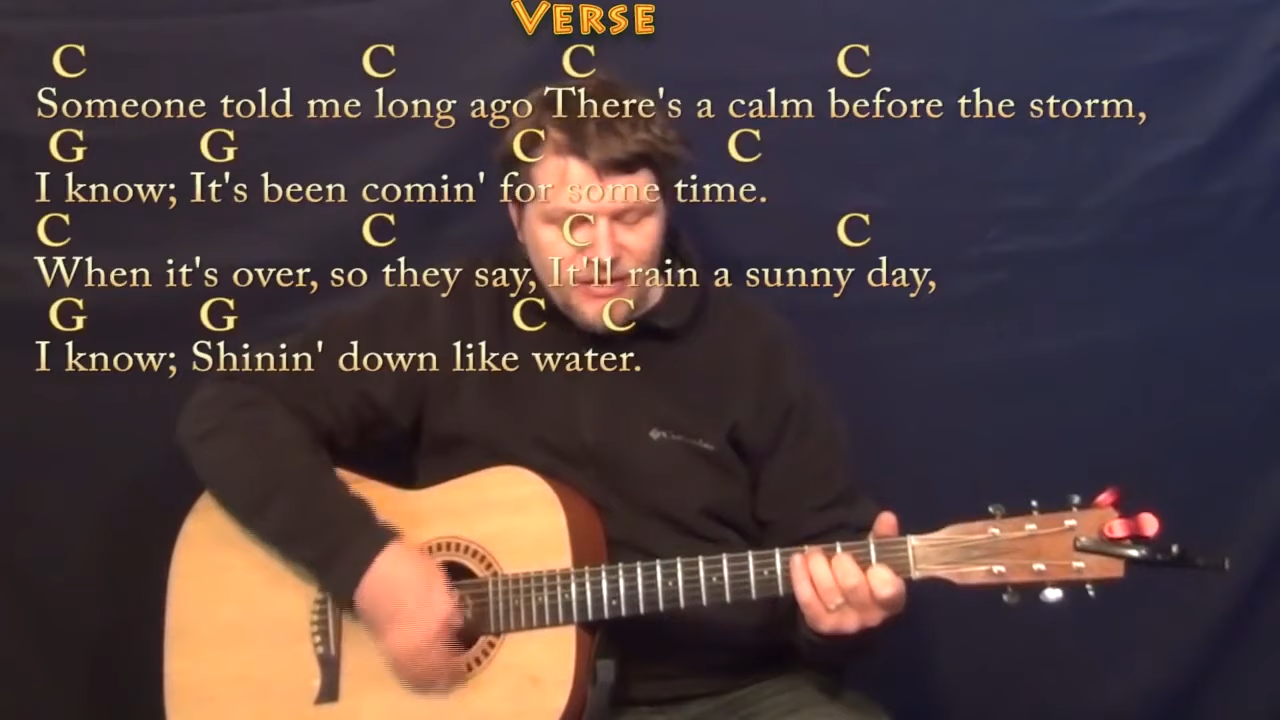 VERSE
C C C C
Someone told me long ago There's a calm before the storm,
G G C C
I know; It's been comin' for some time.
C C C C
When it's over, so they say, It'll rain a sunny day,
G G C C
I know; Shinin' down like water.
Columbia